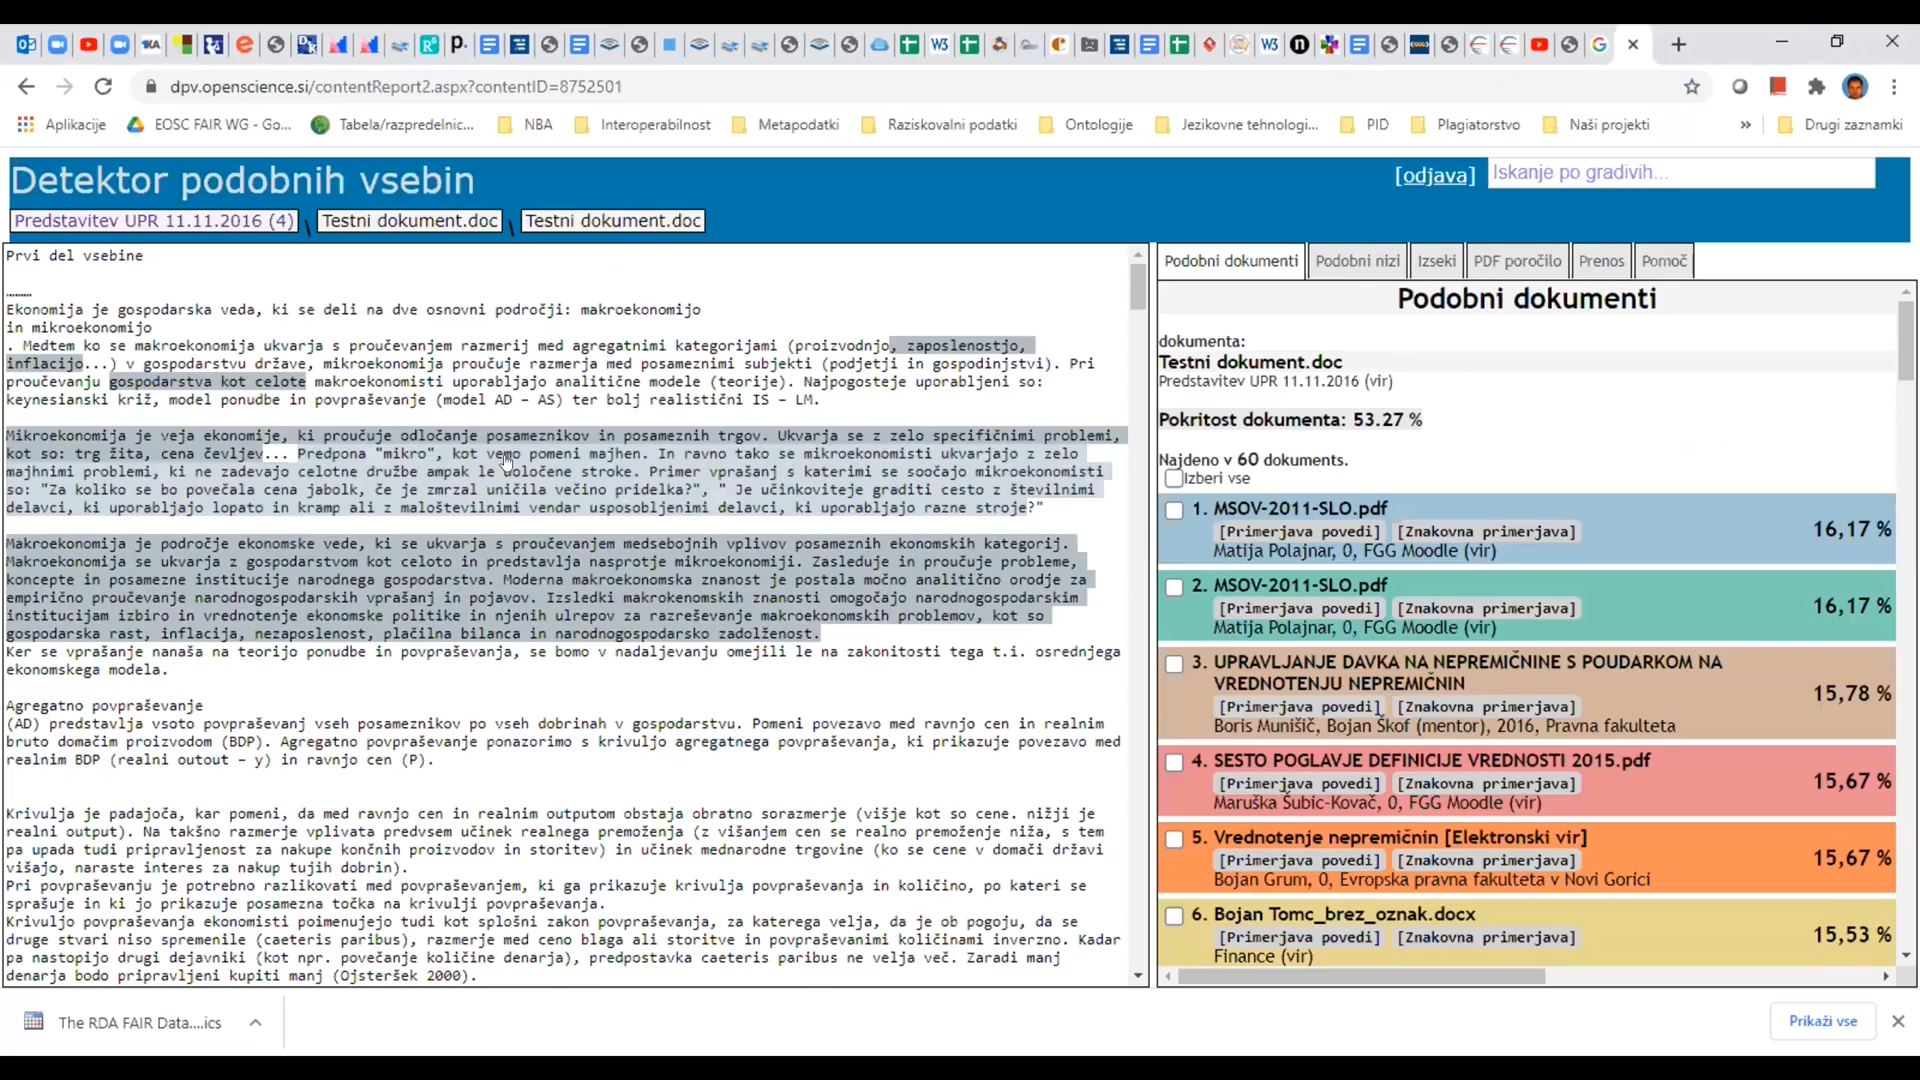 dpv.openscience.si/contentReport2.aspx?contentID=8752501
Aplikacije
EOSC FAIR WG - Go...
Tabela/razpredelnic...
NBA
Interoperabilnost
Metapodatki
Raziskovalni podatki
Ontologije
Jezikovne tehnologi...
PID
Plagiatorstvo
Naši projekti
»
Drugi zaznamki
Detektor podobnih vsebin
[odjava]
Iskanje po gradivih...
Predstavitev UPR 11.11.2016 (4) \ Testni dokument.doc \ Testni dokument.doc
Prvi del vsebine
………
Ekonomija je gospodarska veda, ki se deli na dve osnovni področji: makroekonomijo
in mikroekonomijo
. Medtem ko se makroekonomija ukvarja s proučevanjem razmerij med agregatnimi kategorijami (proizvodnjo, zaposlenostjo,
inflacijo...) v gospodarstvu države, mikroekonomija proučuje razmerja med posameznimi subjekti (podjetji in gospodinjstvi). Pri
proučevanju gospodarstva kot celote makroekonomisti uporabljajo analitične modele (teorije). Najpogosteje uporabljeni so:
keynesianski križ, model ponudbe in povpraševanje (model AD – AS) ter bolj realistični IS – LM.
Mikroekonomija je veja ekonomije, ki proučuje odločanje posameznikov in posameznih trgov. Ukvarja se z zelo specifičnimi problemi,
kot so: trg žita, cena čevljev... Predpona "mikro", kot vemo pomeni majhen. In ravno tako se mikroekonomisti ukvarjajo z zelo
majhnimi problemi, ki ne zadevajo celotne družbe ampak le določene stroke. Primer vprašanj s katerimi se soočajo mikroekonomisti
so: "Za koliko se bo povečala cena jabolk, če je zmrzal uničila večino pridelka?", " Je učinkoviteje graditi cesto z številnimi
delavci, ki uporabljajo lopato in kramp ali z maloštevilnimi vendar usposobljenimi delavci, ki uporabljajo razne stroje?"
Makroekonomija je področje ekonomske vede, ki se ukvarja s proučevanjem medsebojnih vplivov posameznih ekonomskih kategorij.
Makroekonomija se ukvarja z gospodarstvom kot celoto in predstavlja nasprotje mikroekonomiji. Zasleduje in proučuje probleme,
koncepte in posamezne institucije narodnega gospodarstva. Moderna makroekonomska znanost je postala močno analitično orodje za
empirično proučevanje narodnogospodarskih vprašanj in pojavov. Izsledki makrokenomskih znanosti omogočajo narodnogospodarskim
institucijam izbiro in vrednotenje ekonomske politike in njenih ulrepov za razreševanje makroekonomskih problemov, kot so
gospodarska rast, inflacija, nezaposlenost, plačilna bilanca in narodnogospodarsko zadolženost.
Ker se vprašanje nanaša na teorijo ponudbe in povpraševanja, se bomo v nadaljevanju omejili le na zakonitosti tega t.i. osrednjega
ekonomskega modela.
Agregatno povpraševanje
(AD) predstavlja vsoto povpraševanj vseh posameznikov po vseh dobrinah v gospodarstvu. Pomeni povezavo med ravnjo cen in realnim
bruto domačim proizvodom (BDP). Agregatno povpraševanje ponazorimo s krivuljo agregatnega povpraševanja, ki prikazuje povezavo med
realnim BDP (realni outout – y) in ravnjo cen (P).
Krivulja je padajoča, kar pomeni, da med ravnjo cen in realnim outputom obstaja obratno sorazmerje (višje kot so cene. nižji je
realni output). Na takšno razmerje vplivata predvsem učinek realnega premoženja (z višanjem cen se realno premoženje niža, s tem
pa upada tudi pripravljenost za nakupe končnih proizvodov in storitev) in učinek mednarodne trgovine (ko se cene v domači državi
višajo, naraste interes za nakup tujih dobrin).
Pri povpraševanju je potrebno razlikovati med povpraševanjem, ki ga prikazuje krivulja povpraševanja in količino, po kateri se
sprašuje in ki jo prikazuje posamezna točka na krivulji povpraševanja.
Krivuljo povpraševanja ekonomisti poimenujejo tudi kot splošni zakon povpraševanja, za katerega velja, da je ob pogoju, da se
druge stvari niso spremenile (caeteris paribus), razmerje med ceno blaga ali storitve in povpraševanimi količinami inverzno. Kadar
pa nastopijo drugi dejavniki (kot npr. povečanje količine denarja), predpostavka caeteris paribus ne velja več. Zaradi manj
denarja bodo pripravljeni kupiti manj (Ojsteršek 2000).
Podobni dokumenti
Podobni nizi
Izseki
PDF poročilo
Prenos
Pomoč
Podobni dokumenti
dokumenta:
Testni dokument.doc
Predstavitev UPR 11.11.2016 (vir)
Pokritost dokumenta: 53.27 %
Najdeno v 60 dokuments.
Izberi vse
1. MSOV-2011-SLO.pdf
[Primerjava povedi] [Znakovna primerjava]
16,17 %
Matija Polajnar, 0, FGG Moodle (vir)
2. MSOV-2011-SLO.pdf
[Primerjava povedi] [Znakovna primerjava]
16,17 %
Matija Polajnar, 0, FGG Moodle (vir)
3. UPRAVLJANJE DAVKA NA NEPREMIČNINE S POUDARKOM NA
VREDNOTENJU NEPREMIČNIN
15,78 %
[Primerjava povedi] [Znakovna primerjava]
Boris Munišič, Bojan Škof (mentor), 2016, Pravna fakulteta
4. SESTO POGLAVJE DEFINICIJE VREDNOSTI 2015.pdf
[Primerjava povedi] [Znakovna primerjava]
15,67 %
Maruška Šubic-Kovač, 0, FGG Moodle (vir)
5. Vrednotenje nepremičnin [Elektronski vir]
[Primerjava povedi] [Znakovna primerjava]
15,67 %
Bojan Grum, 0, Evropska pravna fakulteta v Novi Gorici
6. Bojan Tomc_brez_oznak.docx
[Primerjava povedi] [Znakovna primerjava]
15,53 %
Finance (vir)
The RDA FAIR Data....ics
Prikaži vse